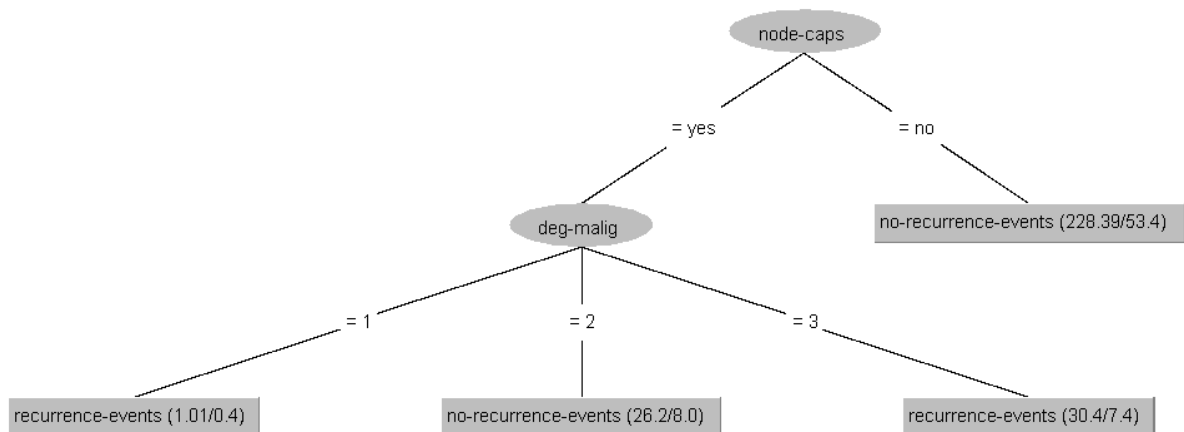 node-caps
= yes
= no
deg-malig
no-recurrence-events (228.39/53.4)
= 1
= 2
= 3
recurrence-events (1.01/0.4)
no-recurrence-events (26.2/8.0)
recurrence-events (30.4/7.4)